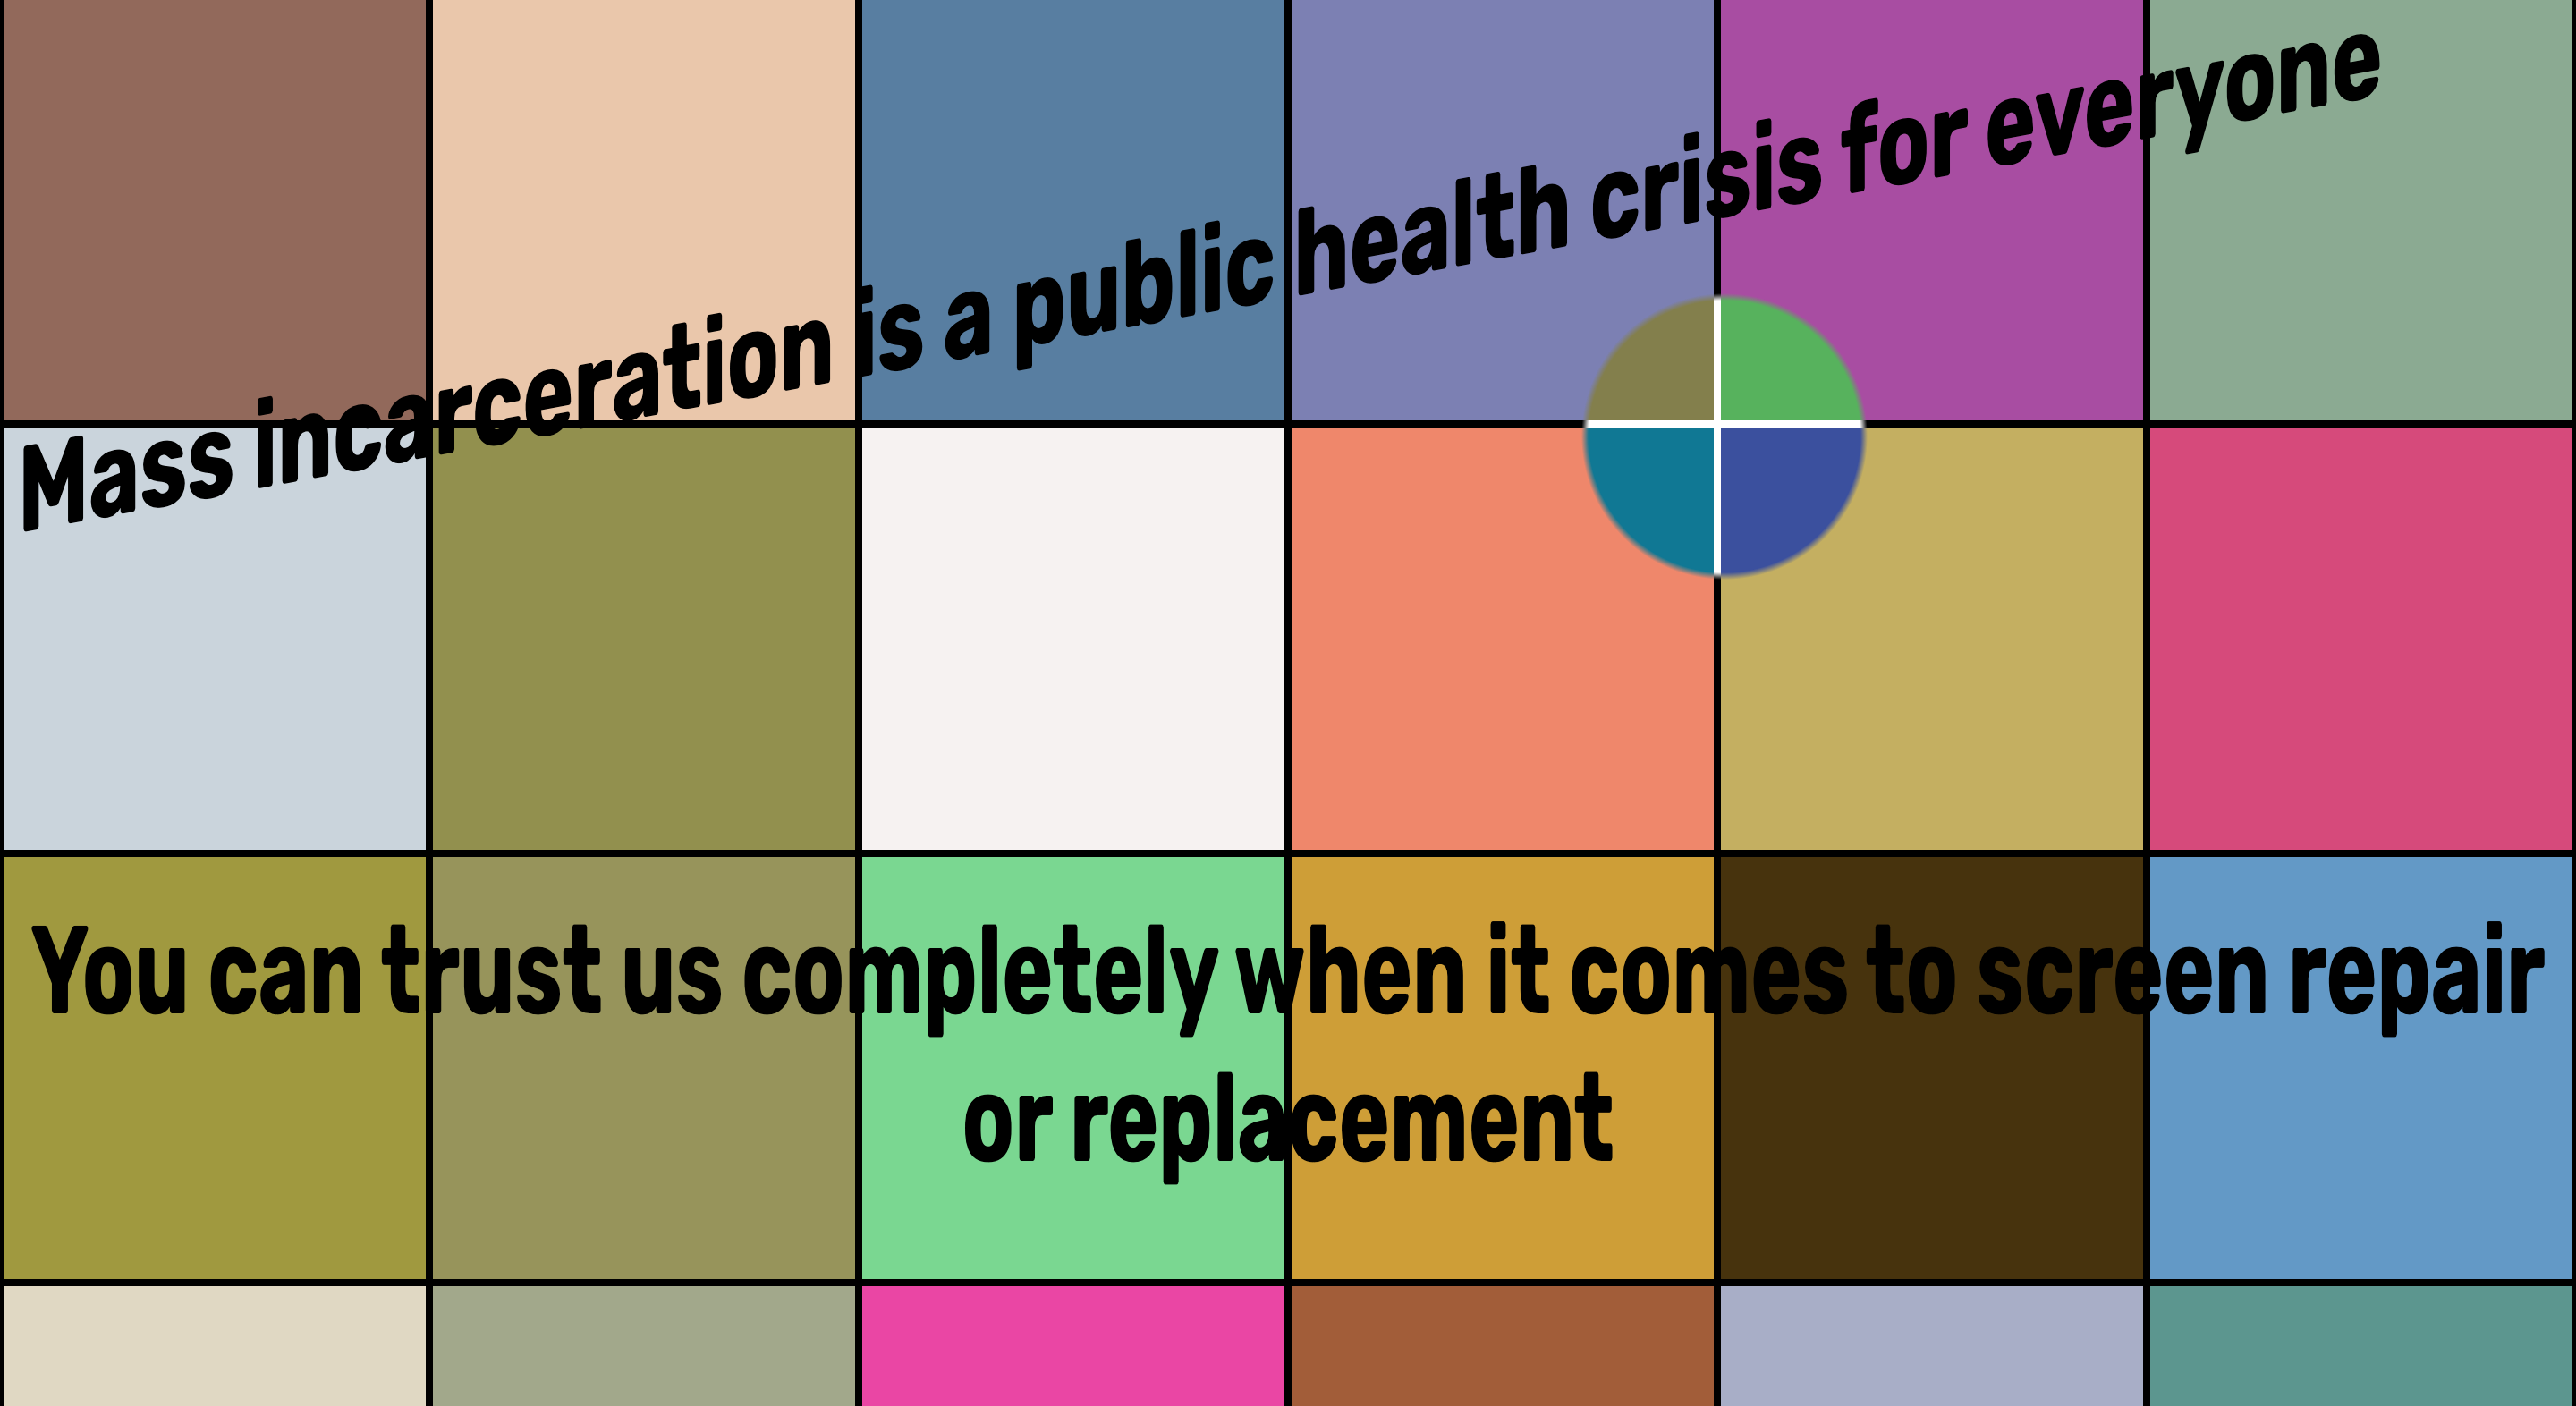 Mass incarceration is a public health crisis for everyone
You can trust us completely when it comes to screen repair
or replacement